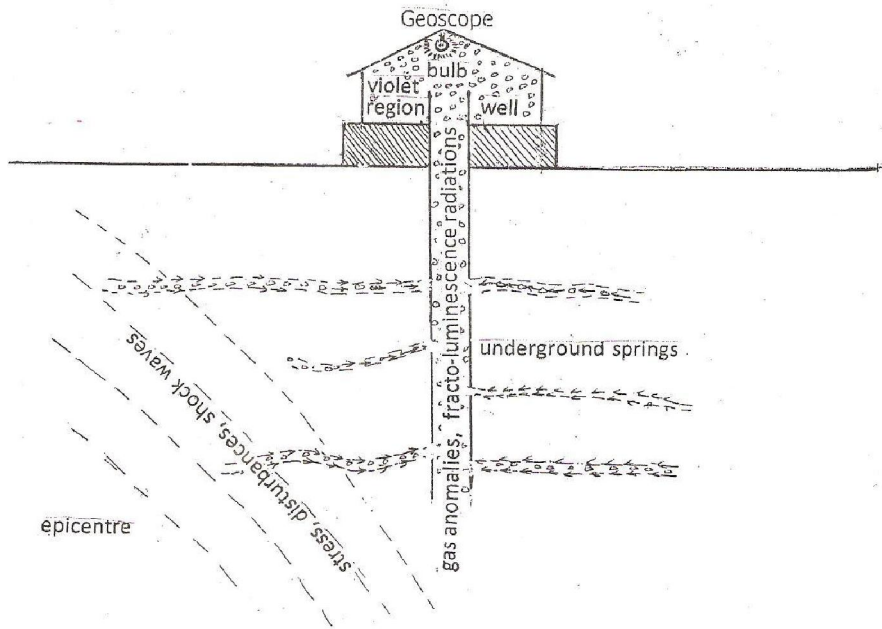 Geoscope
bulb
violet
region
well
gas anomalies, fracto-luminescence radiations
underground springs
stress, disturbances, shock waves
epicentre